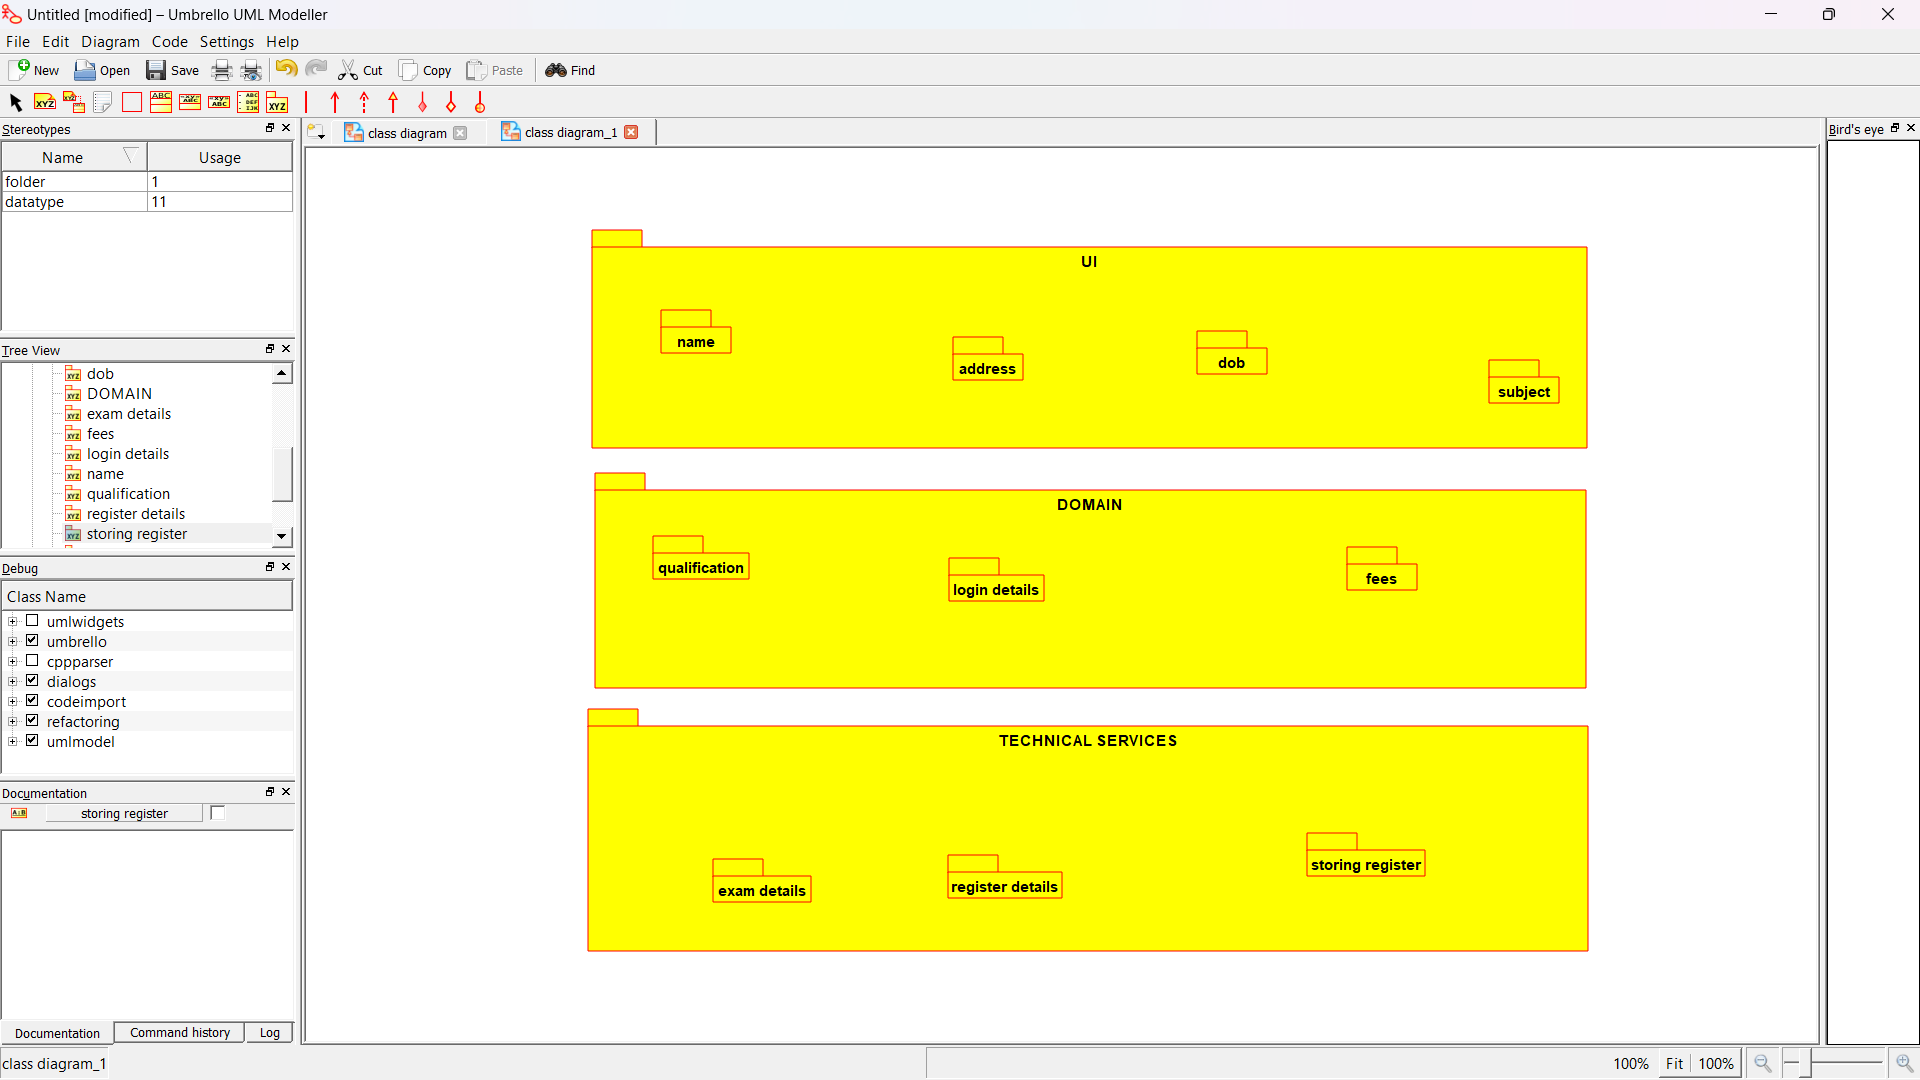 Untitled [modified] – Umbrello UML Modeller
File Edit Diagram Code Settings Help
New Open Save Cut Copy Paste Find
Stereotypes
Name Usage
folder 1
datatype 11
Tree View
dob
DOMAIN
exam details
fees
login details
name
qualification
register details
storing register
Debug
Class Name
umlwidgets
umbrello
cppparser
dialogs
codeimport
refactoring
umlmodel
Documentation
storing register
Documentation Command history Log
class diagram class diagram_1
UI
name
address
dob
subject
DOMAIN
qualification
login details
fees
TECHNICAL SERVICES
exam details
register details
storing register
Bird's eye
class diagram_1
100% Fit 100%